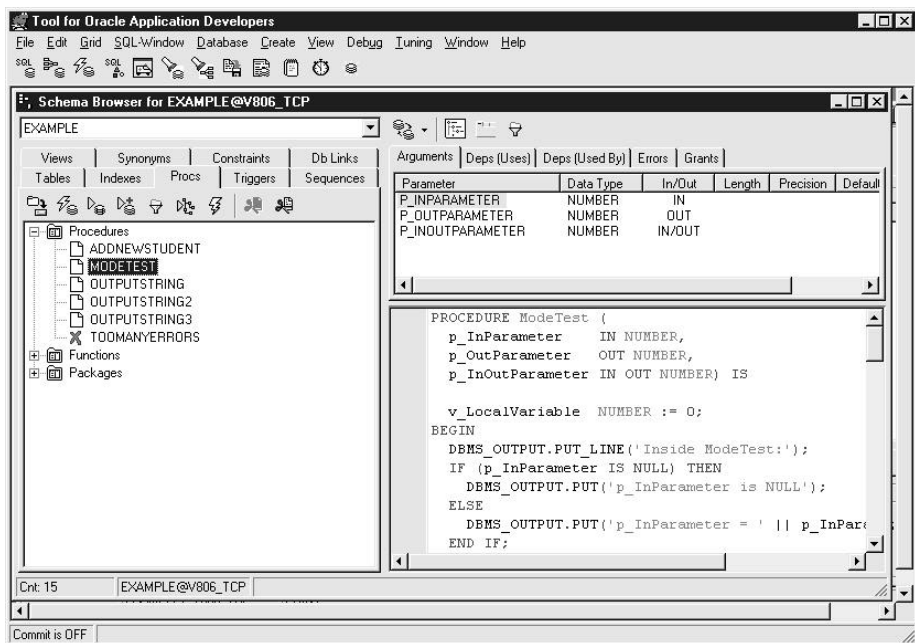 Tool for Oracle Application Developers
File Edit Grid SQL-Window Database Create View Debug Tuning Window Help
SQL SQL
Schema Browser for EXAMPLE@V806_TCP
EXAMPLE
Views Synonyms Constraints Db Links
Tables Indexes Procs Triggers Sequences
Procedures
ADDNEWSTUDENT
MODETEST
OUTPUTSTRING
OUTPUTSTRING2
OUTPUTSTRING3
TOOMANYERRORS
Functions
Packages
Arguments Deps (Uses) Deps (Used By) Errors Grants
Parameter Data Type In/Out Length Precision Default
P_INPARAMETER NUMBER IN
P_OUTPARAMETER NUMBER OUT
P_INOUTPARAMETER NUMBER IN/OUT
PROCEDURE ModeTest (
p_InParameter IN NUMBER,
p_OutParameter OUT NUMBER,
p_InOutParameter IN OUT NUMBER) IS
v_LocalVariable NUMBER := 0;
BEGIN
DBMS_OUTPUT.PUT_LINE('Inside ModeTest:');
IF (p_InParameter IS NULL) THEN
DBMS_OUTPUT.PUT('p_InParameter is NULL');
ELSE
DBMS_OUTPUT.PUT('p_InParameter = ' || p_InPara
END IF;
Cnt: 15 EXAMPLE@V806_TCP
Commit is OFF